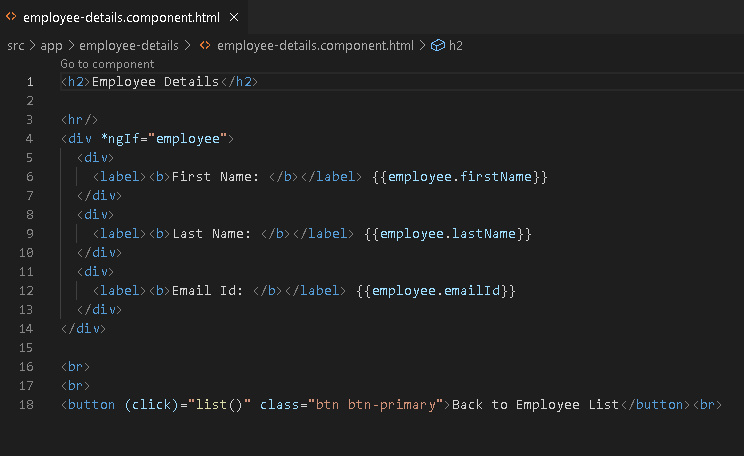 employee-details.component.html ×
src > app > employee-details > employee-details.component.html > h2
Go to component
1 <h2>Employee Details</h2>
2
3 <hr/>
4 <div *ngIf="employee">
5 <div>
6 <label><b>First Name: </b></label> {{employee.firstName}}
7 </div>
8 <div>
9 <label><b>Last Name: </b></label> {{employee.lastName}}
10 </div>
11 <div>
12 <label><b>Email Id: </b></label> {{employee.emailId}}
13 </div>
14 </div>
15
16 <br>
17 <br>
18 <button (click)="list()" class="btn btn-primary">Back to Employee List</button><br>